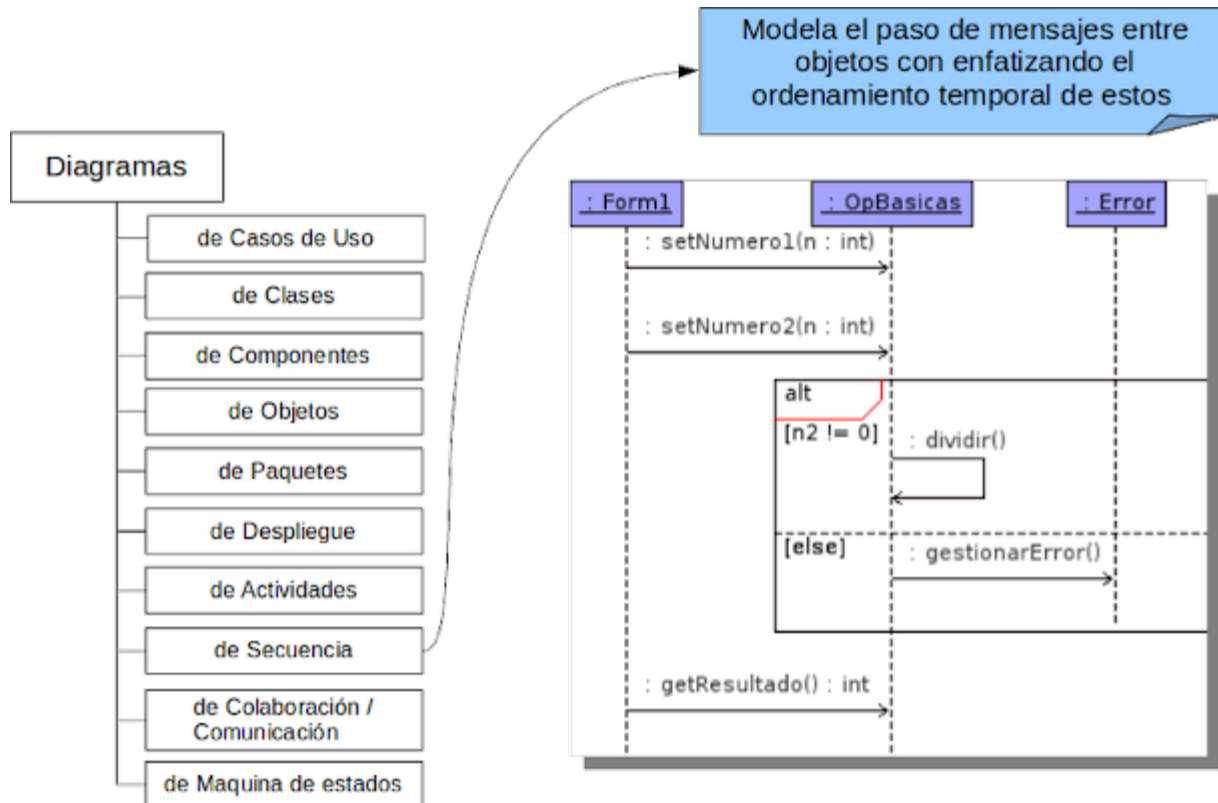 Modela el paso de mensajes entre
objetos con enfatizando el
ordenamiento temporal de estos
Diagramas
de Casos de Uso
de Clases
de Componentes
de Objetos
de Paquetes
de Despliegue
de Actividades
de Secuencia
de Colaboración /
Comunicación
de Maquina de estados
: Form1
: OpBasicas
: Error
: setNumero1(n : int)
: setNumero2(n : int)
alt
[n2 != 0]
: dividir()
[else]
: gestionarError()
: getResultado() : int